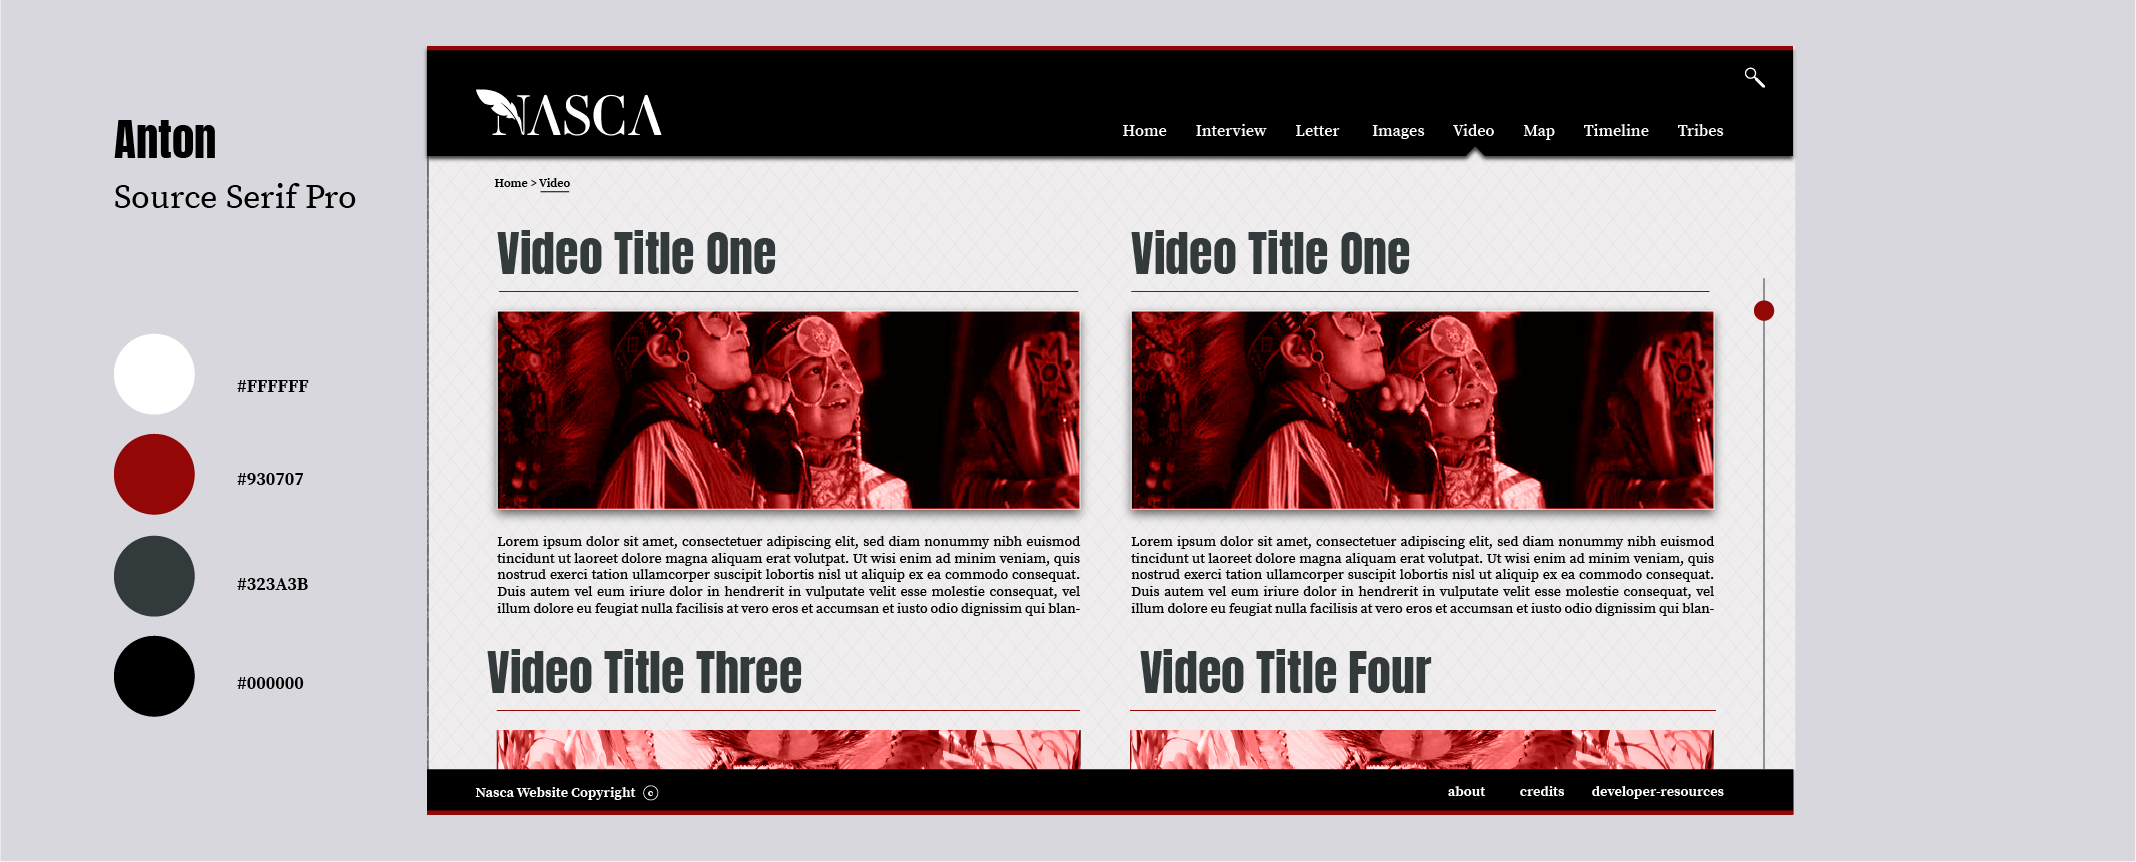 Anton
Source Serif Pro
#FFFFFF
#930707
#323A3B
#000000
NASCA
Home Interview Letter Images Video Map Timeline Tribes
Home > Video
Video Title One
Lorem ipsum dolor sit amet, consectetuer adipiscing elit, sed diam nonummy nibh euismod
tincidunt ut laoreet dolore magna aliquam erat volutpat. Ut wisi enim ad minim veniam, quis
nostrud exerci tation ullamcorper suscipit lobortis nisl ut aliquip ex ea commodo consequat.
Duis autem vel eum iriure dolor in hendrerit in vulputate velit esse molestie consequat, vel
illum dolore eu feugiat nulla facilisis at vero eros et accumsan et iusto odio dignissim qui blan-
Video Title One
Lorem ipsum dolor sit amet, consectetuer adipiscing elit, sed diam nonummy nibh euismod
tincidunt ut laoreet dolore magna aliquam erat volutpat. Ut wisi enim ad minim veniam, quis
nostrud exerci tation ullamcorper suscipit lobortis nisl ut aliquip ex ea commodo consequat.
Duis autem vel eum iriure dolor in hendrerit in vulputate velit esse molestie consequat, vel
illum dolore eu feugiat nulla facilisis at vero eros et accumsan et iusto odio dignissim qui blan-
Video Title Three
Video Title Four
Nasca Website Copyright ©
about credits developer-resources